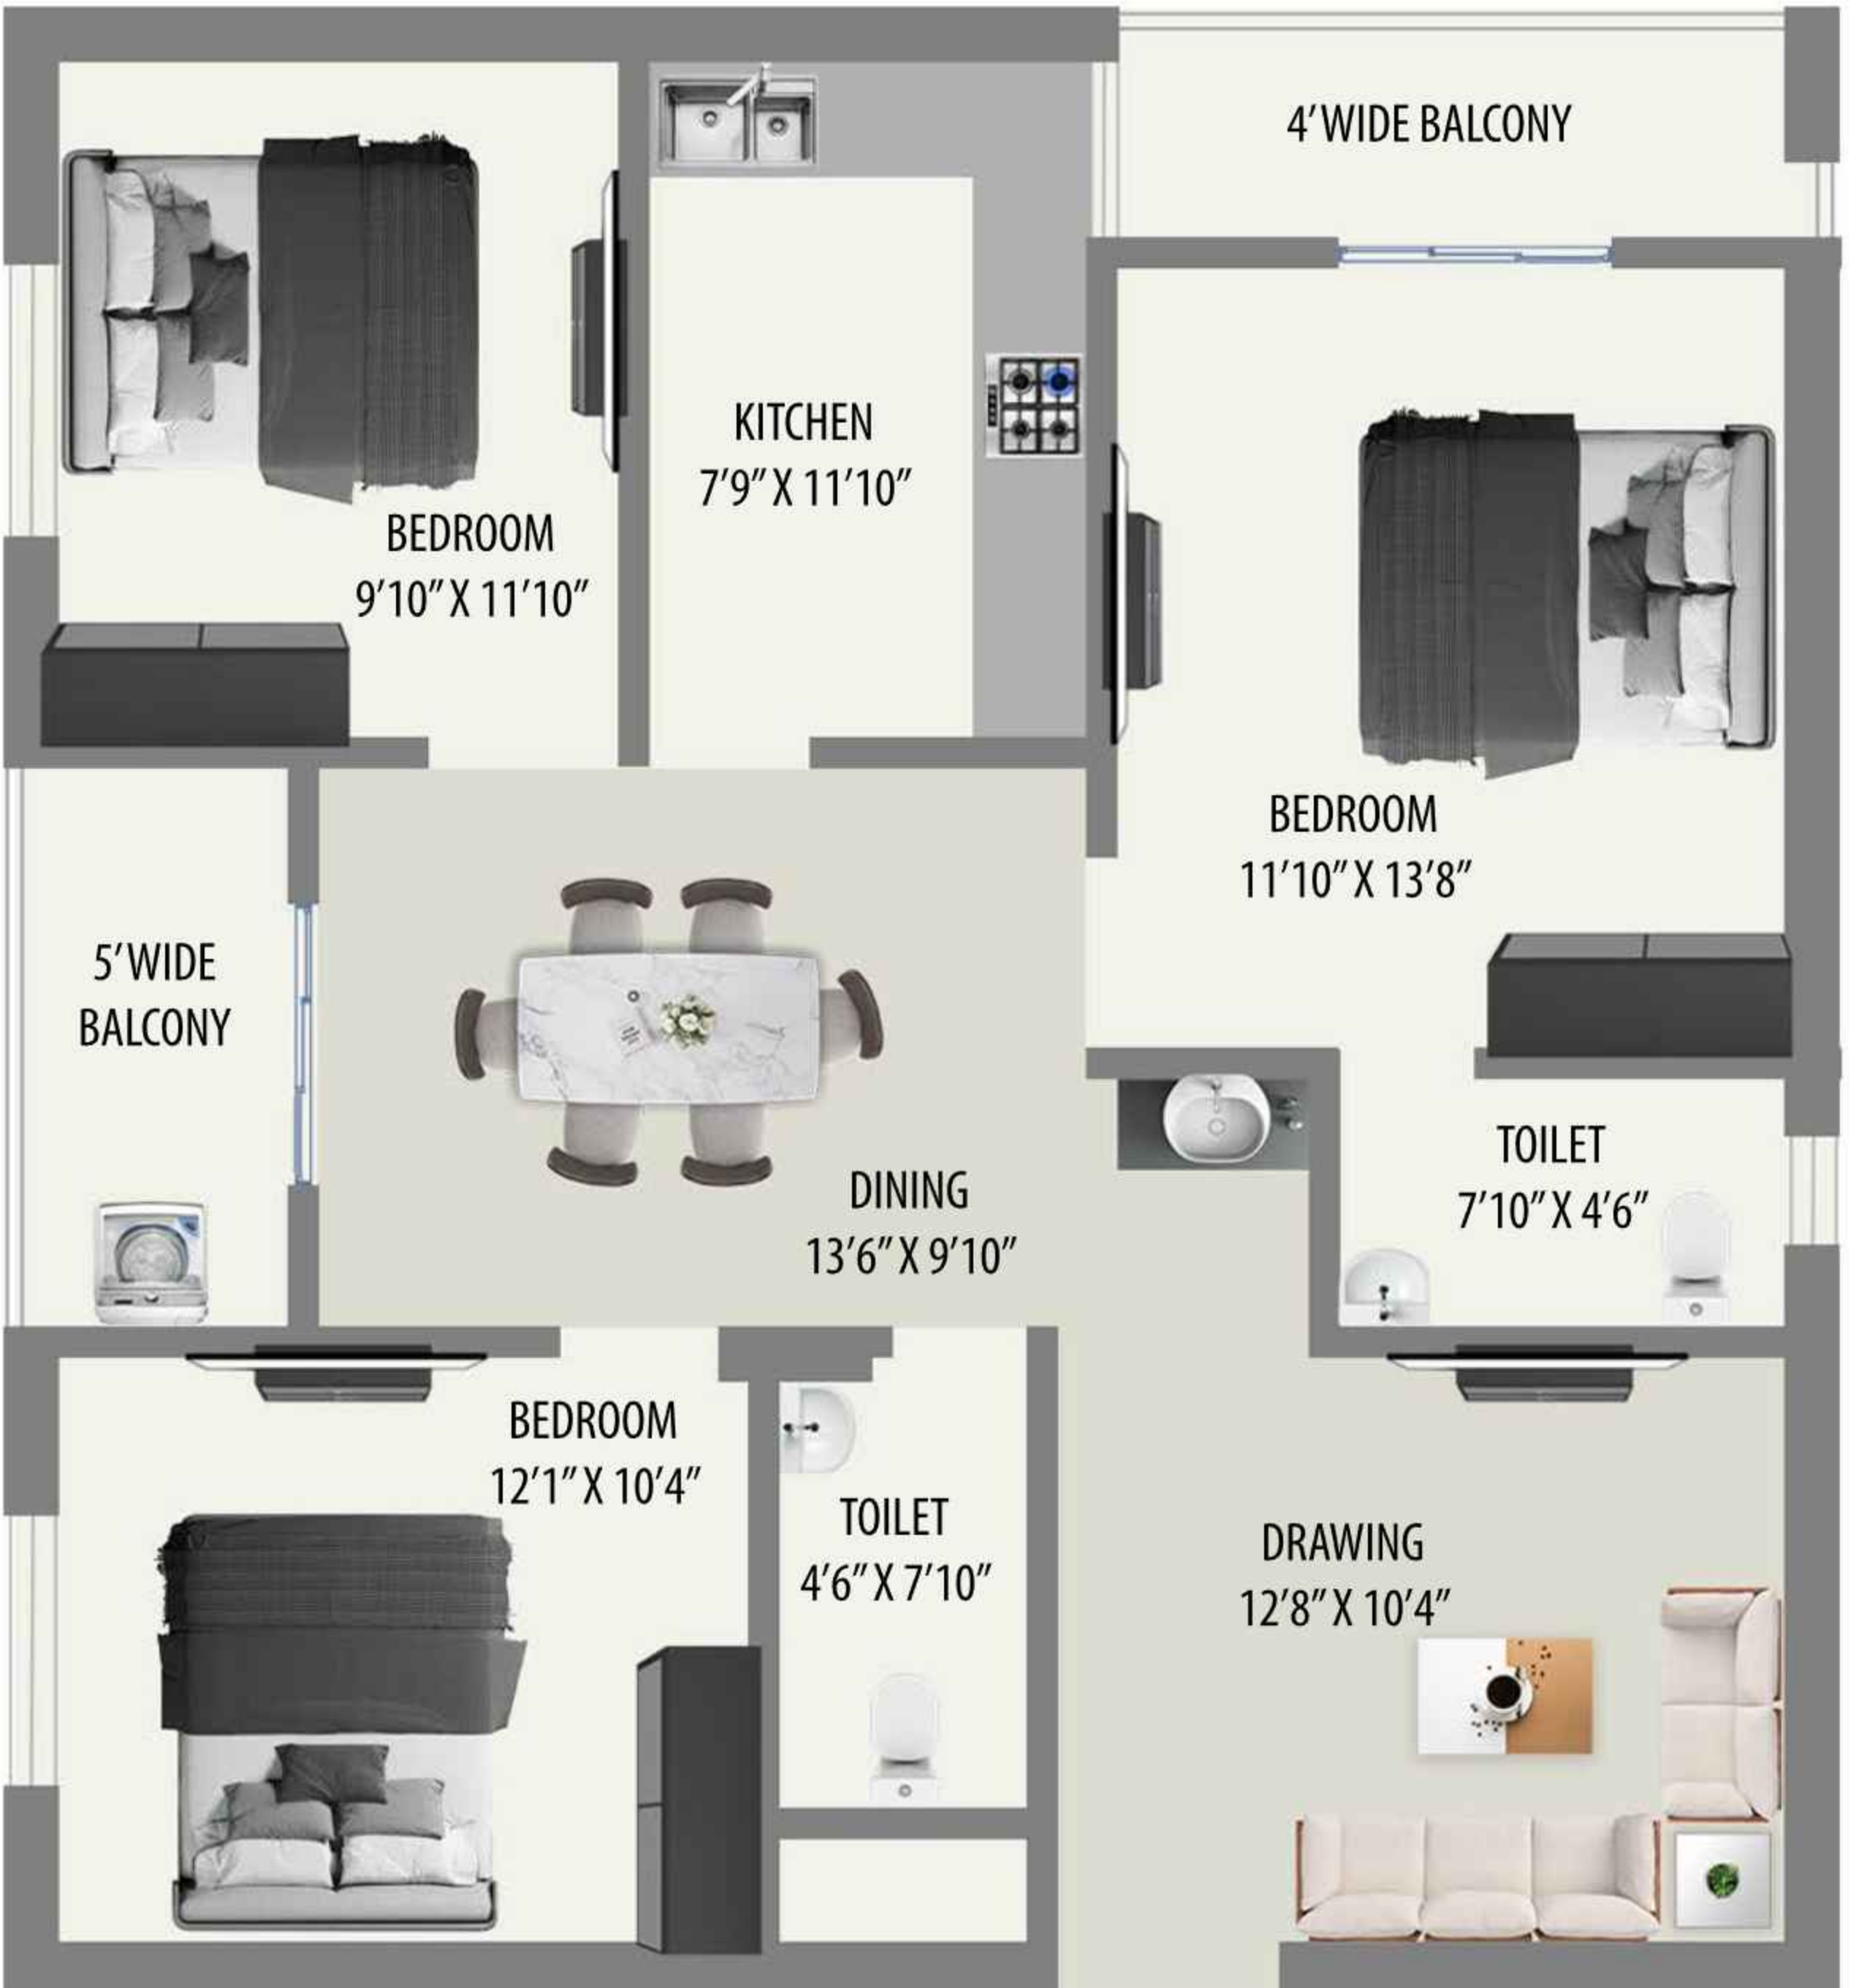 4' WIDE BALCONY
KITCHEN
7'9" X 11'10"
BEDROOM
9'10" X 11'10"
BEDROOM
11'10" X 13'8"
5' WIDE
BALCONY
TOILET
7'10" X 4'6"
DINING
13'6" X 9'10"
BEDROOM
12'1" X 10'4"
TOILET
4'6" X 7'10"
DRAWING
12'8" X 10'4"